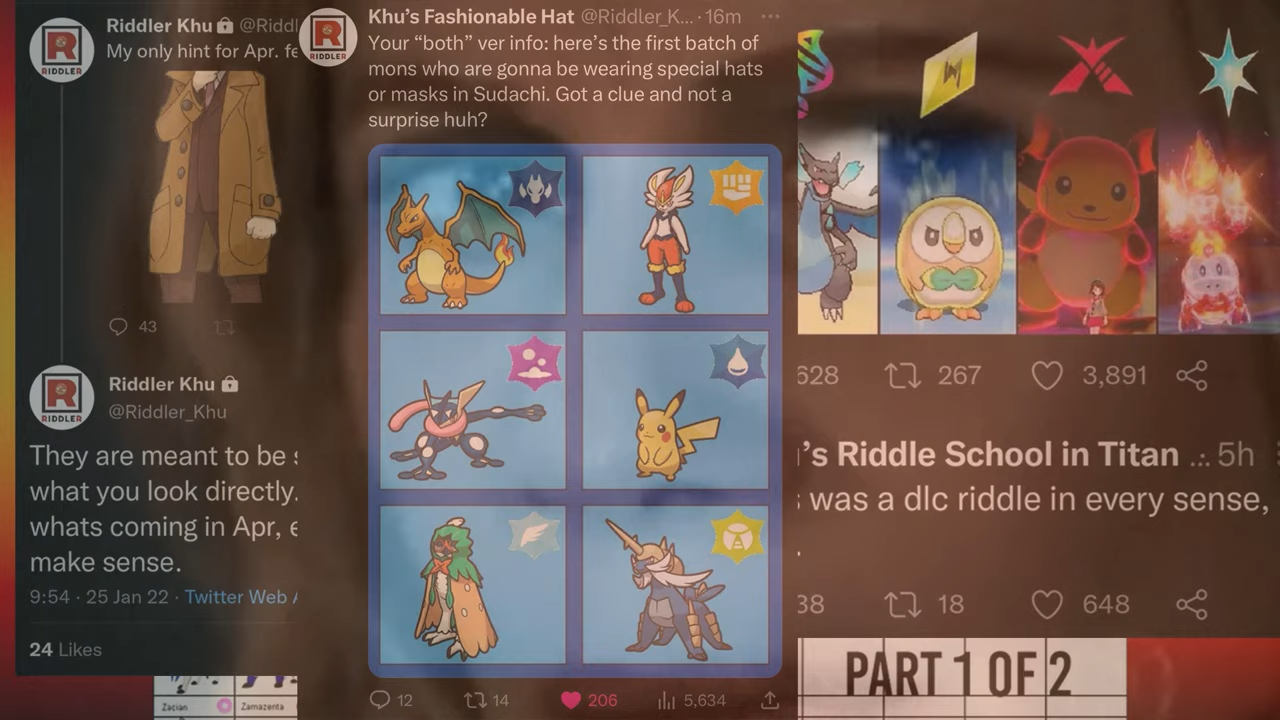 Riddler Khu @Riddl
My only hint for Apr. fe
R
RIDDLER
43
Riddler Khu
@Riddler_Khu
R
RIDDLER
They are meant to be s
what you look directly.
whats coming in Apr, e
make sense.
9:54 · 25 Jan 22 · Twitter Web A
24 Likes
Zacian
Zamazenta
R
RIDDLER
Khu's Fashionable Hat @Riddler_K... · 16m
Your “both” ver info: here's the first batch of
mons who are gonna be wearing special hats
or masks in Sudachi. Got a clue and not a
surprise huh?
12
14
206
5,634
628
267
3,891
's Riddle School in Titan ... 5h
was a dlc riddle in every sense,
38
18
648
PART 1 OF 2